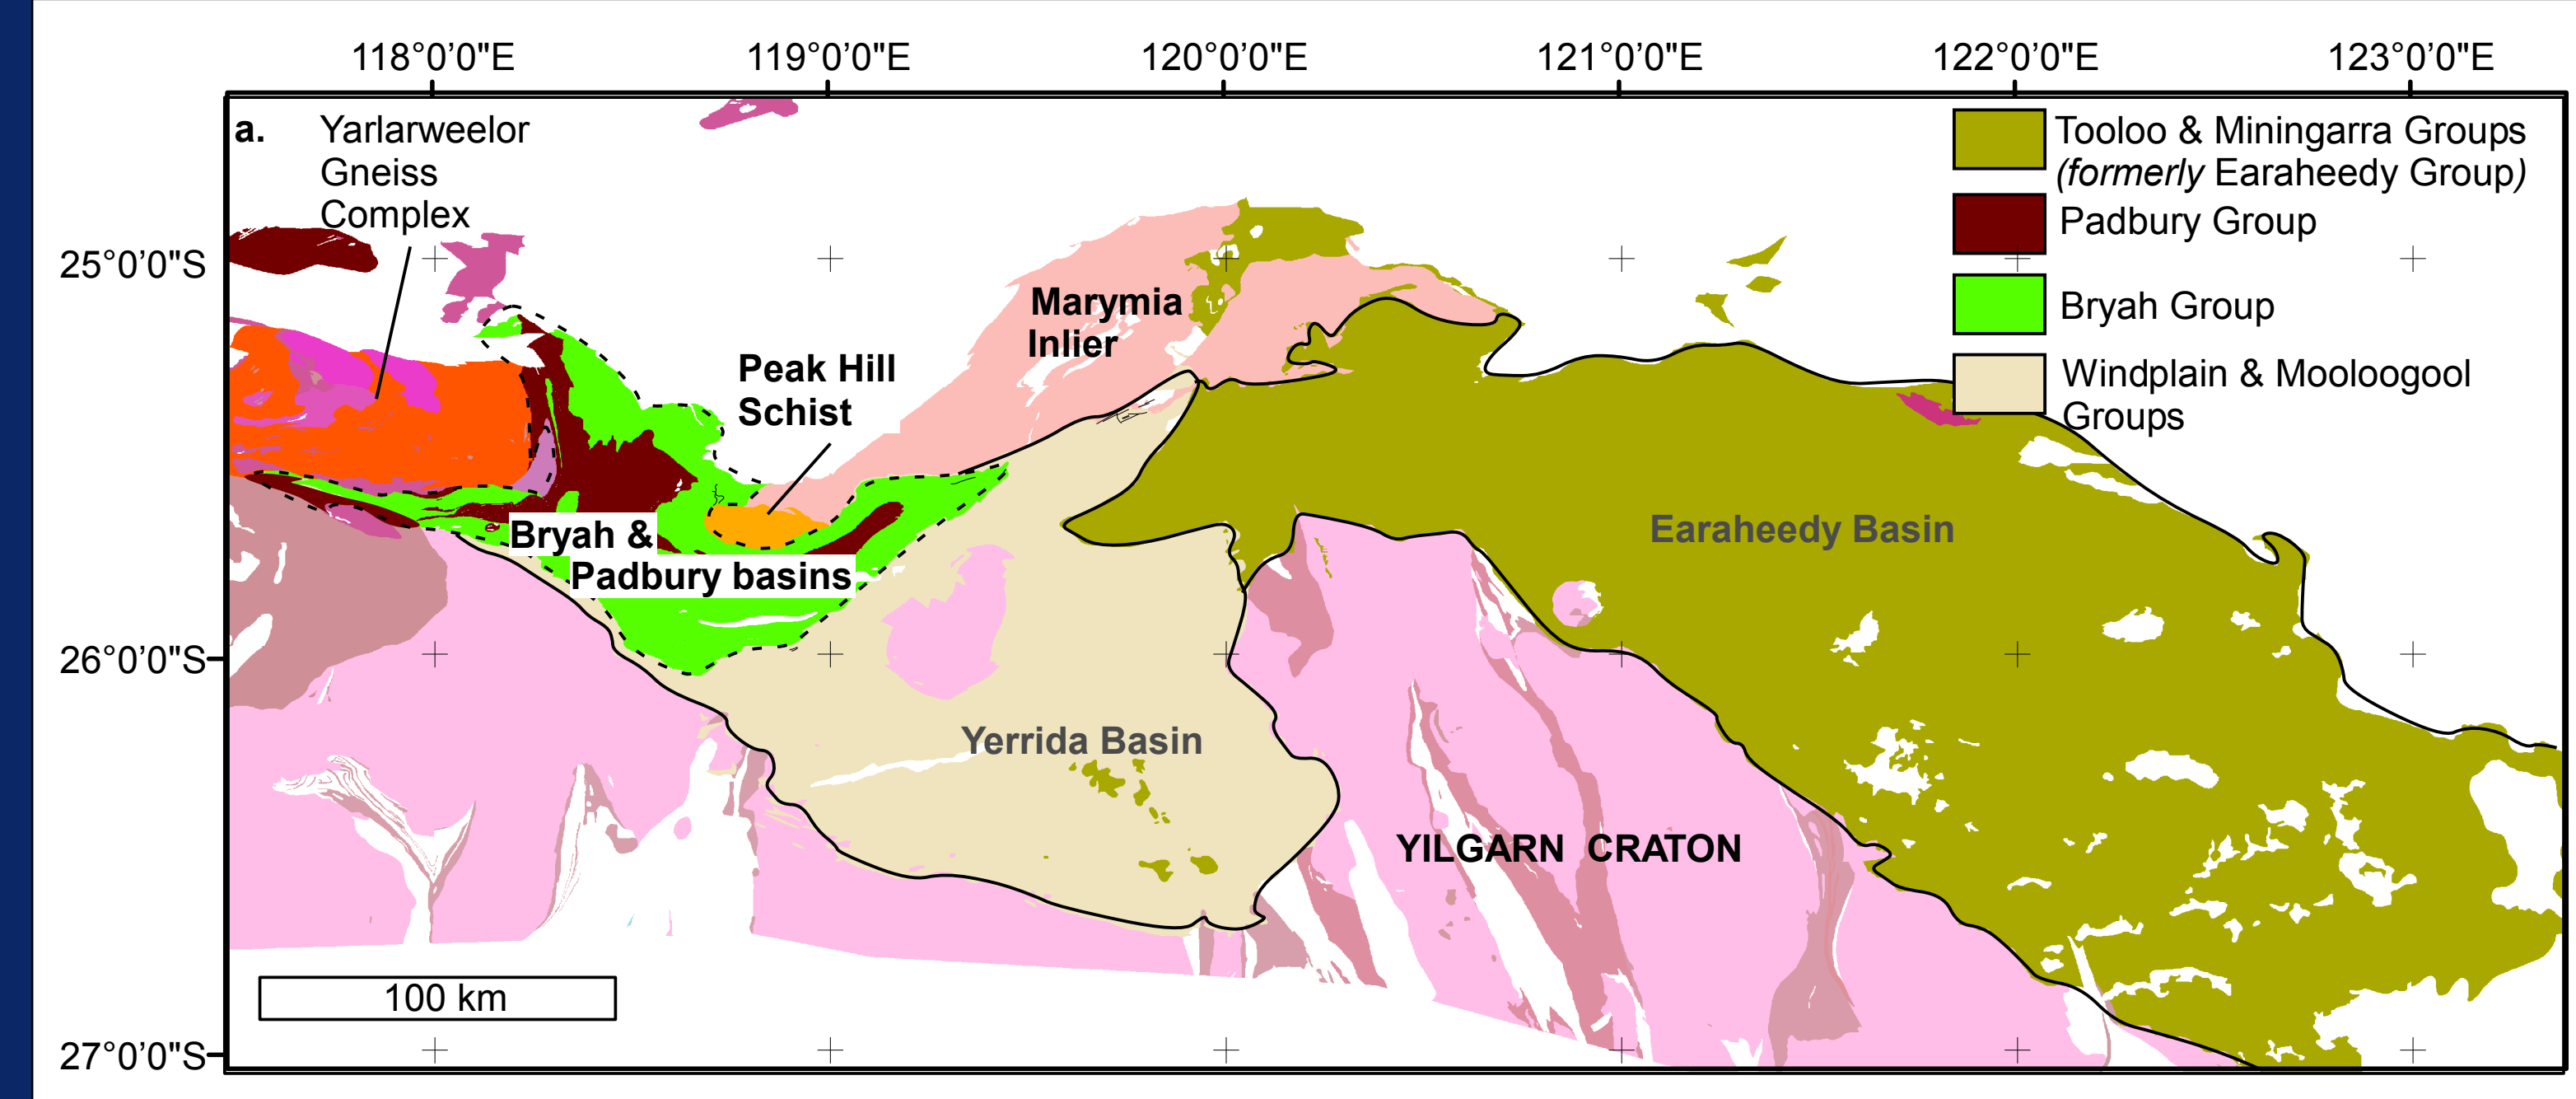 118°0'0"E
119°0'0"E
120°0'0"E
121°0'0"E
122°0'0"E
123°0'0"E
a.
Yarlarweelor
Gneiss
Complex
Tooloo & Miningarra Groups
(formerly Earaheedy Group)
Padbury Group
Bryah Group
Windplain & Mooloogool
Groups
25°0'0"S
Marymia
Inlier
Peak Hill
Schist
Bryah &
Padbury basins
Earaheedy Basin
26°0'0"S
Yerrida Basin
YILGARN CRATON
100 km
27°0'0"S